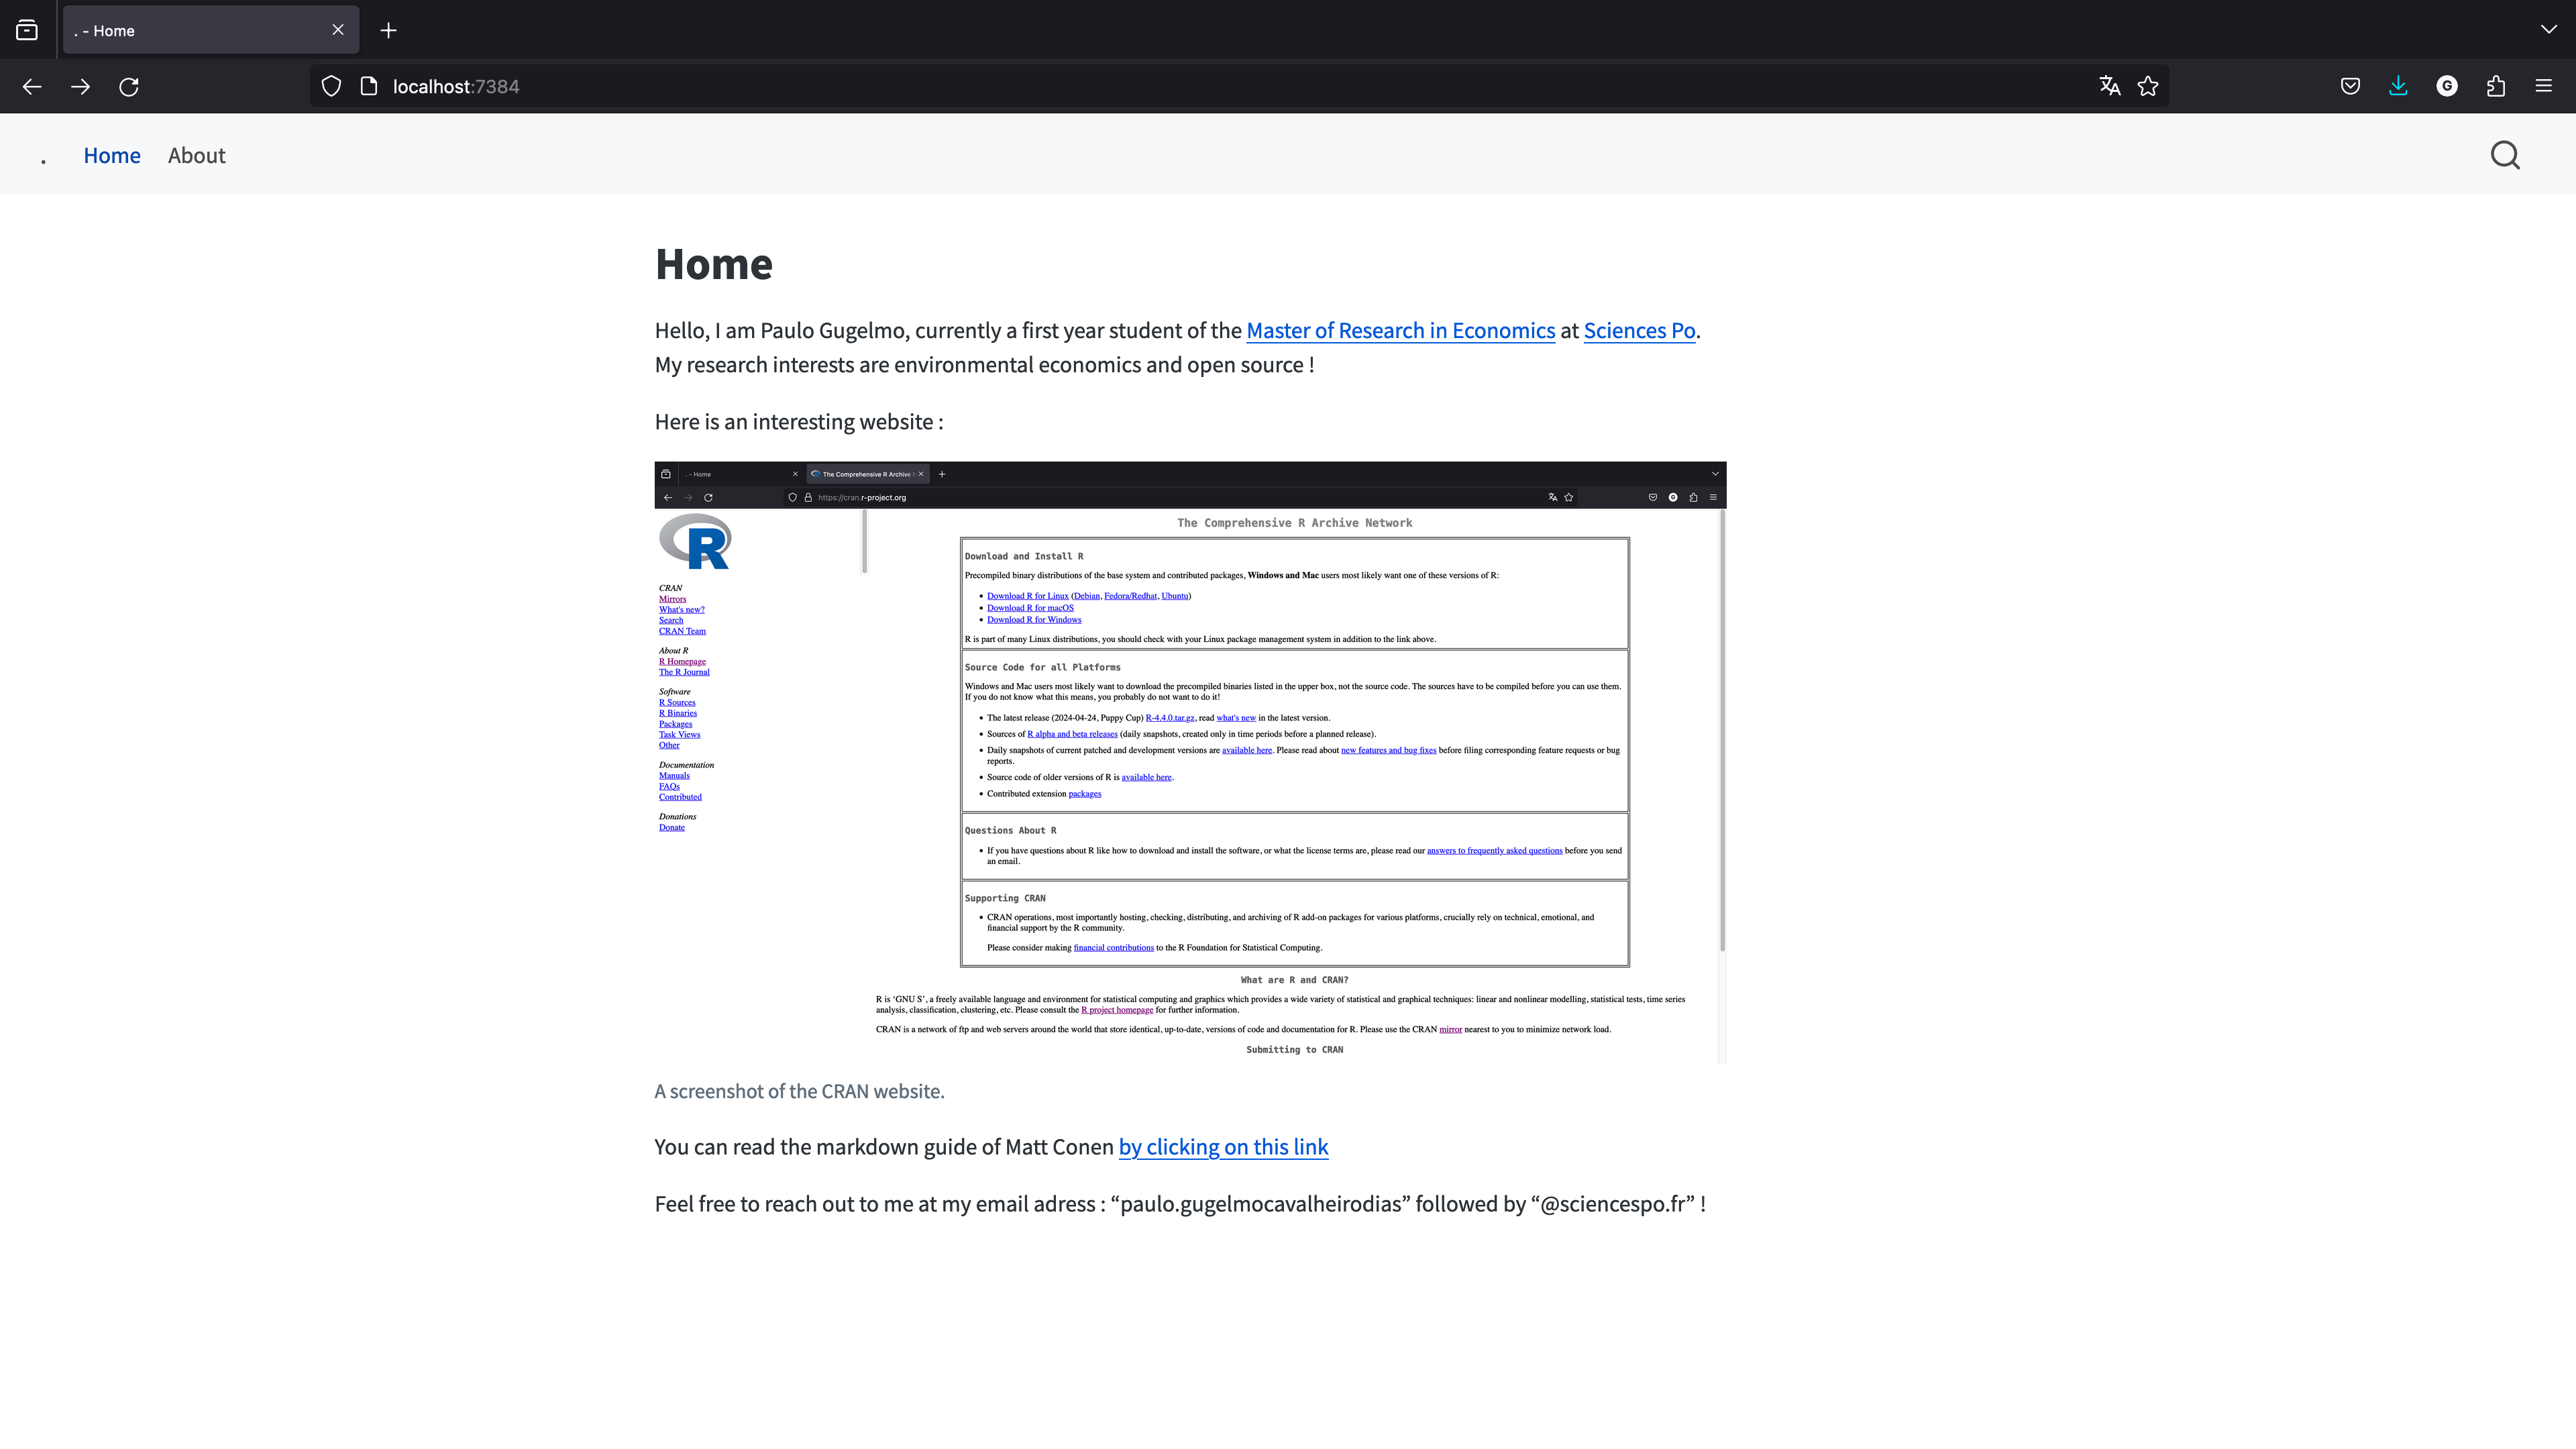 . - Home
localhost:7384
.
Home
About
Home
Hello, I am Paulo Gugelmo, currently a first year student of the Master of Research in Economics at Sciences Po.
My research interests are environmental economics and open source !
Here is an interesting website :
. - Home
The Comprehensive R Archive
https://cran.r-project.org
R
CRAN
Mirrors
What's new?
Search
CRAN Team
About R
R Homepage
The R Journal
Software
R Sources
R Binaries
Packages
Task Views
Other
Documentation
Manuals
FAQs
Contributed
Donations
Donate
The Comprehensive R Archive Network
Download and Install R
Precompiled binary distributions of the base system and contributed packages, Windows and Mac users most likely want one of these versions of R:
• Download R for Linux (Debian, Fedora/Redhat, Ubuntu)
• Download R for macOS
• Download R for Windows
R is part of many Linux distributions, you should check with your Linux package management system in addition to the link above.
Source Code for all Platforms
Windows and Mac users most likely want to download the precompiled binaries listed in the upper box, not the source code. The sources have to be compiled before you can use them.
If you do not know what this means, you probably do not want to do it!
• The latest release (2024-04-24, Puppy Cup) R-4.4.0.tar.gz, read what's new in the latest version.
• Sources of R alpha and beta releases (daily snapshots, created only in time periods before a planned release).
• Daily snapshots of current patched and development versions are available here. Please read about new features and bug fixes before filing corresponding feature requests or bug
reports.
• Source code of older versions of R is available here.
• Contributed extension packages
Questions About R
• If you have questions about R like how to download and install the software, or what the license terms are, please read our answers to frequently asked questions before you send
an email.
Supporting CRAN
• CRAN operations, most importantly hosting, checking, distributing, and archiving of R add-on packages for various platforms, crucially rely on technical, emotional, and
financial support by the R community.
Please consider making financial contributions to the R Foundation for Statistical Computing.
What are R and CRAN?
R is ‘GNU S’, a freely available language and environment for statistical computing and graphics which provides a wide variety of statistical and graphical techniques: linear and nonlinear modelling, statistical tests, time series
analysis, classification, clustering, etc. Please consult the R project homepage for further information.
CRAN is a network of ftp and web servers around the world that store identical, up-to-date, versions of code and documentation for R. Please use the CRAN mirror nearest to you to minimize network load.
Submitting to CRAN
A screenshot of the CRAN website.
You can read the markdown guide of Matt Conen by clicking on this link
Feel free to reach out to me at my email adress : “paulo.gugelmocavalheirodias” followed by “@sciencespo.fr” !